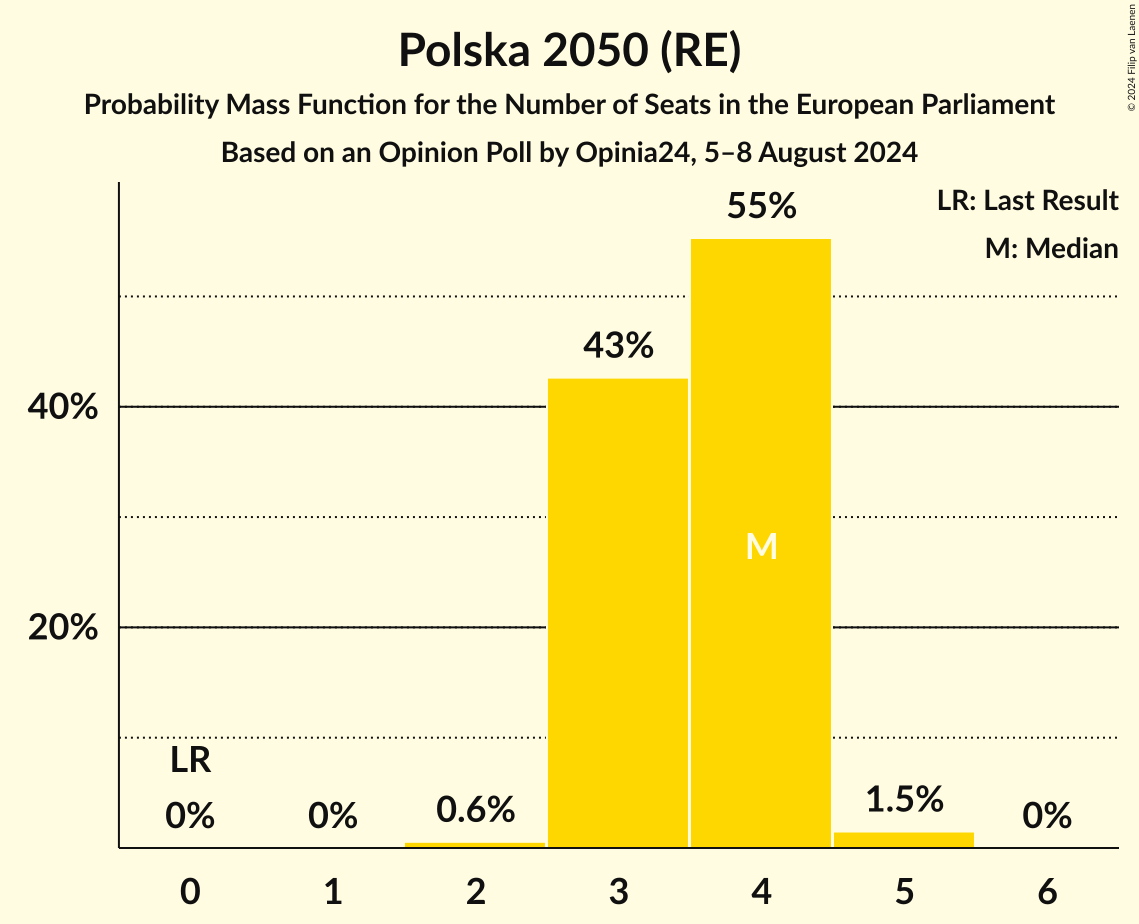 Polska 2050 (RE)
Probability Mass Function for the Number of Seats in the European Parliament
Based on an Opinion Poll by Opinia24, 5–8 August 2024
© 2024 Filip van Laenen
LR: Last Result
M: Median
55%
43%
40%
M
20%
LR
0%
0%
0.6%
1.5%
0%
0 1 2 3 4 5 6